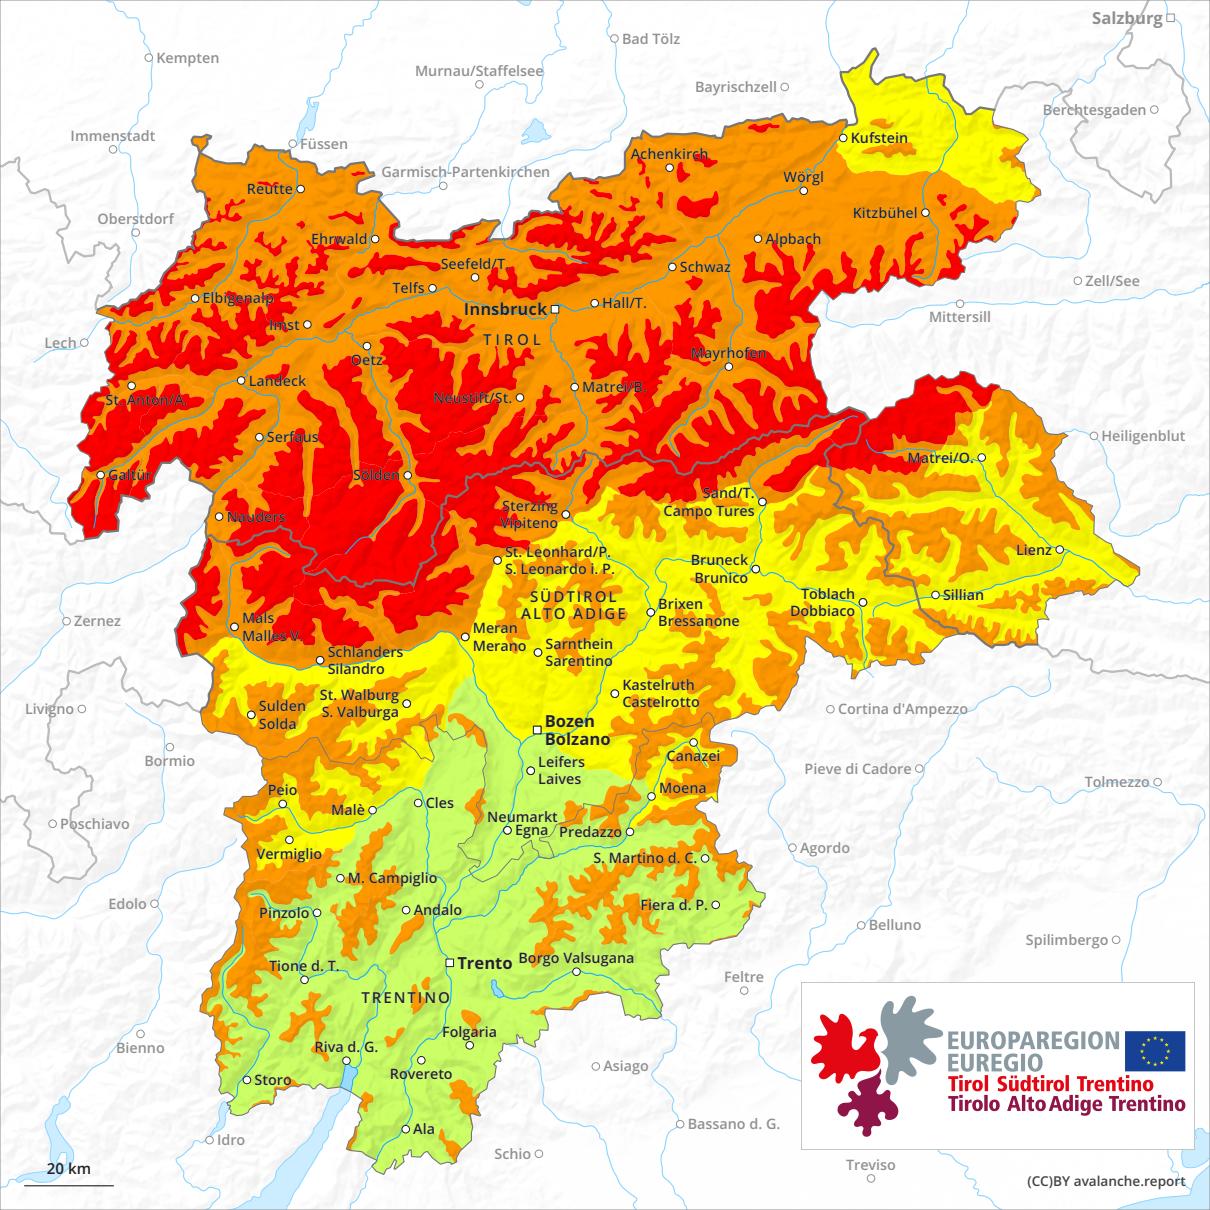 Salzburg
Bad Tölz
Kempten
Murnau/Staffelsee
Bayrischzell
Berchtesgaden
Immenstadt
Füssen
Kufstein
Achenkirch
Garmisch-Partenkirchen
Wörgl
Reutte
Oberstdorf
Kitzbühel
Ehrwald
Alpbach
Seefeld/T.
Schwaz
Zell/See
Telfs
Elbigenalp
Hall/T.
Innsbruck
Mittersill
Imst
TIROL
Lech
Oetz
Mayrhofen
Landeck
Matrei/B.
St. Anton/A.
Neustift/St.
Serfaus
Heiligenblut
Matrei/O.
Galtür
Sölden
Sand/T.
Campo Tures
Sterzing
Vipiteno
Nauders
St. Leonhard/P.
S. Leonardo i. P.
Lienz
Bruneck
Brunico
SÜDTIROL
ALTO ADIGE
Toblach
Dobbiaco
Sillian
Brixen
Bressanone
Zernez
Mals
Malles V.
Meran
Merano
Sarnthein
Sarentino
Schlanders
Silandro
St. Walburg
S. Valburga
Kastelruth
Castelrotto
Livigno
Sulden
Solda
Cortina d'Ampezzo
Bozen
Bolzano
Bormio
Canazei
Leifers
Laives
Pieve di Cadore
Tolmezzo
Peio
Moena
Malè
Cles
Neumarkt
Egna
Predazzo
Poschiavo
Vermiglio
S. Martino d. C.
Agordo
M. Campiglio
Edolo
Pinzolo
Andalo
Fiera d. P.
Belluno
Spilimbergo
Tione d. T.
Trento
Borgo Valsugana
Feltre
TRENTINO
Folgaria
Bienno
Riva d. G.
Rovereto
Asiago
Storo
EUROPAREGION
EUREGIO
Tirol Südtirol Trentino
Tirolo Alto Adige Trentino
Ala
Bassano d. G.
Idro
Schio
Treviso
20 km
(CC)BY avalanche.report